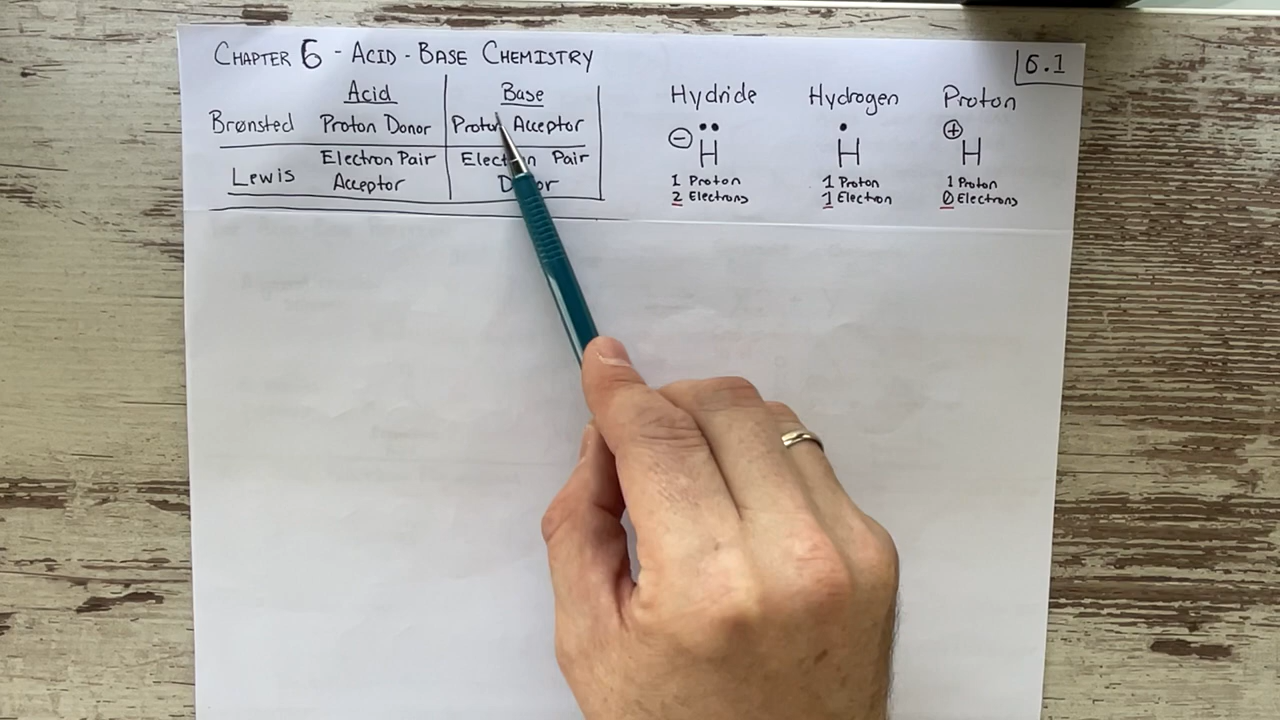 CHAPTER 6 - ACID - BASE CHEMISTRY
6.1
Acid Base
Brønsted Proton Donor Proton Acceptor
Lewis Electron Pair Acceptor Pair
Hydride Hydrogen Proton
⊖ •• • ⊕
H H H
1 Proton 1 Proton 1 Proton
2 Electrons 1 Electron 0 Electrons